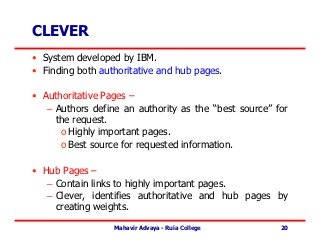 CLEVER
• System developed by IBM.
• Finding both authoritative and hub pages.
• Authoritative Pages –
– Authors define an authority as the “best source” for
the request.
o Highly important pages.
o Best source for requested information.
• Hub Pages –
– Contain links to highly important pages.
– Clever, identifies authoritative and hub pages by
creating weights.
Mahavir Advaya - Ruia College 20